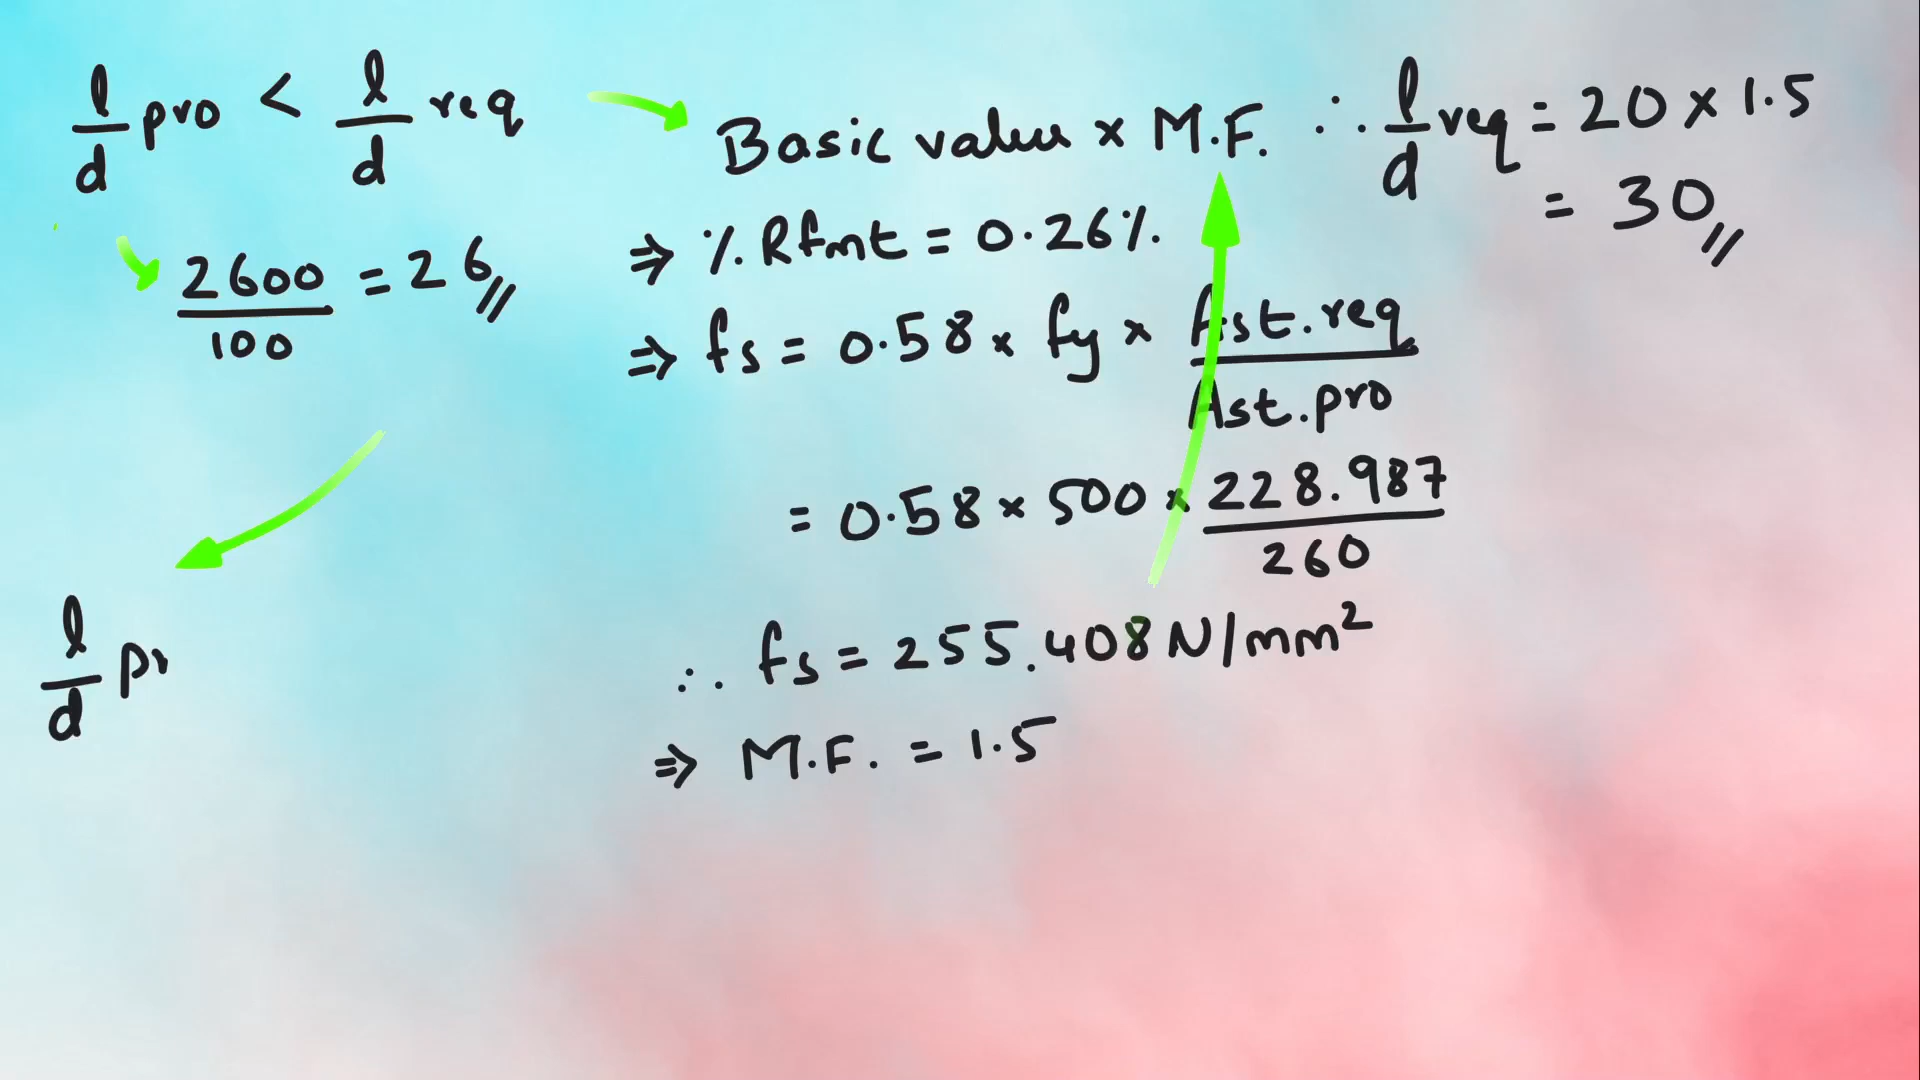 l/d pro < l/d req
2600/100 = 26//
l/d pr
Basic value × M.F.
⇒ % Rfmt = 0.26%.
⇒ fs = 0.58 × fy × Ast.req/Ast.pro
= 0.58 × 500 × 228.987/260
∴ fs = 255.408 N/mm²
⇒ M.F. = 1.5
∴ l/d req = 20 × 1.5
= 30//